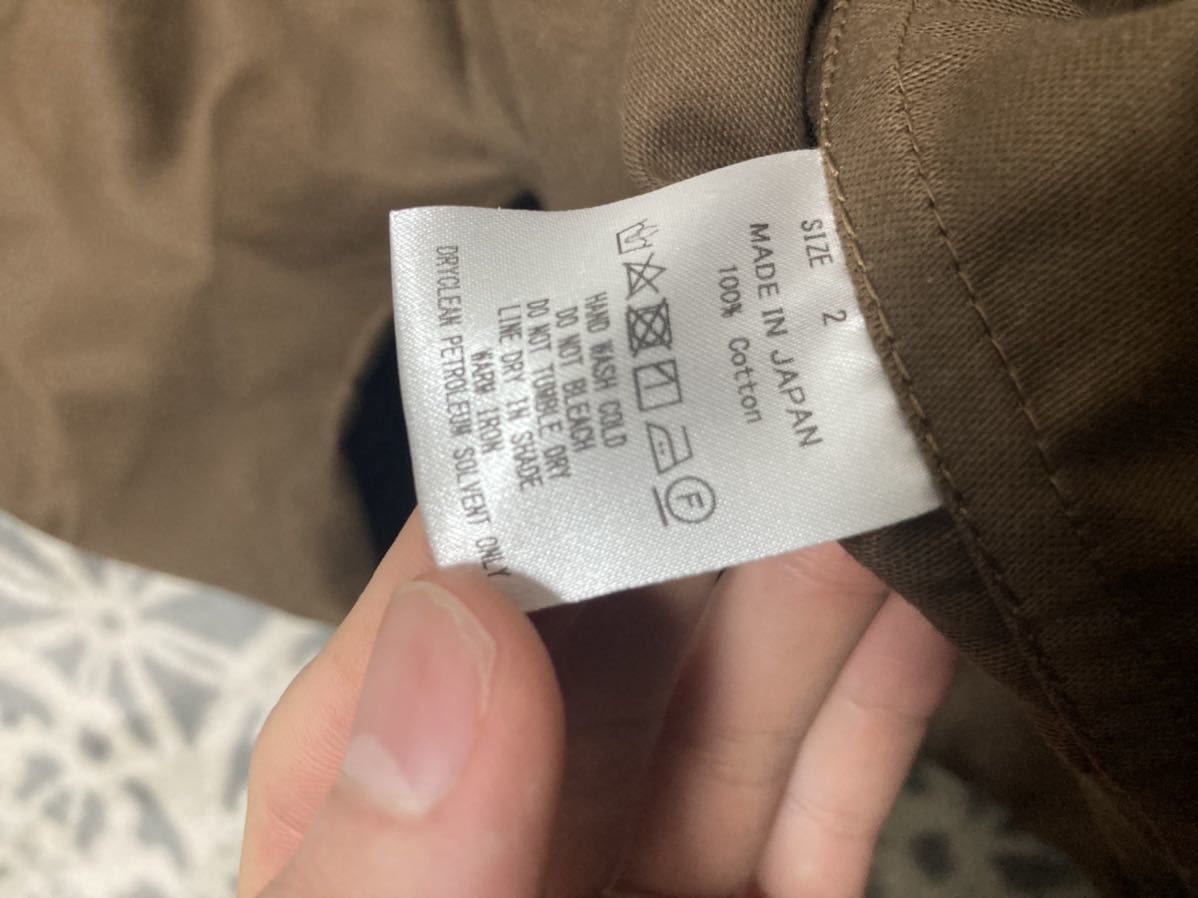 SIZE 2
MADE IN JAPAN
100% Cotton
F
HAND WASH COLD
DO NOT BLEACH
DO NOT TUMBLE DRY
LINE DRY IN SHADE
WARM IRON
DRYCLEAN PETROLEUM SOLVENT ONLY